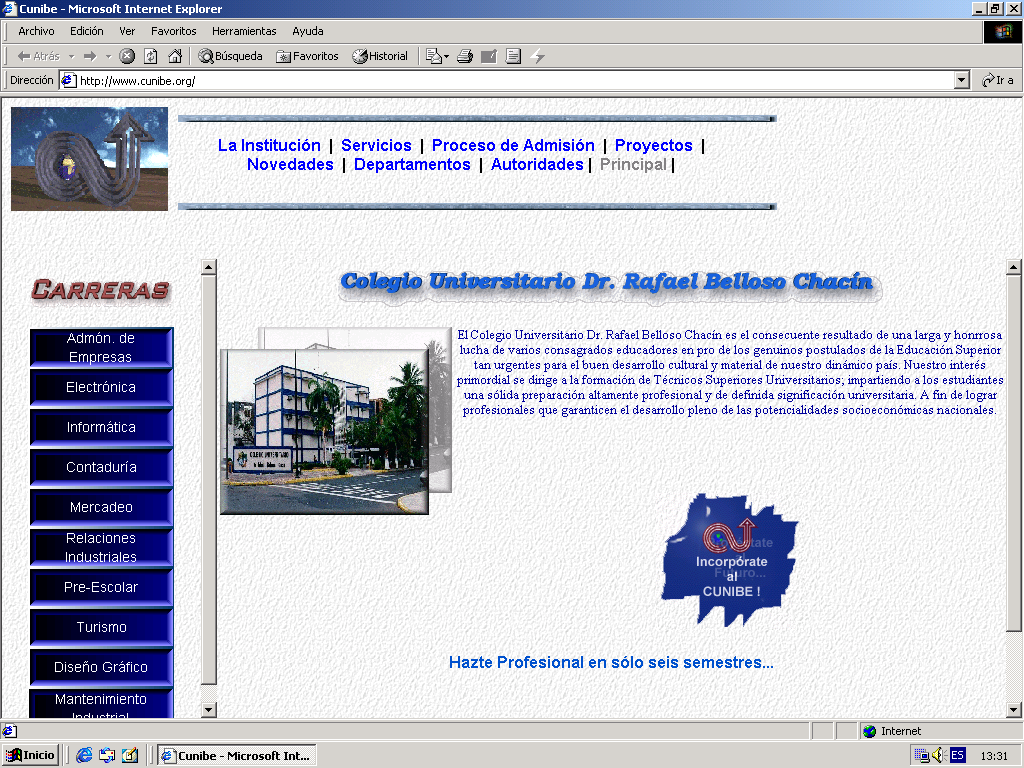 Cunibe - Microsoft Internet Explorer
Archivo Edición Ver Favoritos Herramientas Ayuda
Atrás Búsqueda Favoritos Historial
Dirección http://www.cunibe.org/ Ir a
La Institución | Servicios | Proceso de Admisión | Proyectos |
Novedades | Departamentos | Autoridades | Principal |
Carreras
Admón. de
Empresas
Electrónica
Informática
Contaduría
Mercadeo
Relaciones
Industriales
Pre-Escolar
Turismo
Diseño Gráfico
Mantenimiento
Industrial
Colegio Universitario Dr. Rafael Belloso Chacín
El Colegio Universitario Dr. Rafael Belloso Chacín es el consecuente resultado de una larga y honrrosa
lucha de varios consagrados educadores en pro de los genuinos postulados de la Educación Superior
tan urgentes para el buen desarrollo cultural y material de nuestro dinámico país. Nuestro interés
primordial se dirige a la formación de Técnicos Superiores Universitarios; impartiendo a los estudiantes
una sólida preparación altamente profesional y de definida significación universitaria. A fin de lograr
profesionales que garanticen el desarrollo pleno de las potencialidades socioeconómicas nacionales.
COLEGIO UNIVERSITARIO
Incorpórate
al
Futuro...
CUNIBE !
Hazte Profesional en sólo seis semestres...
Internet
Inicio Cunibe - Microsoft Int... ES 13:31